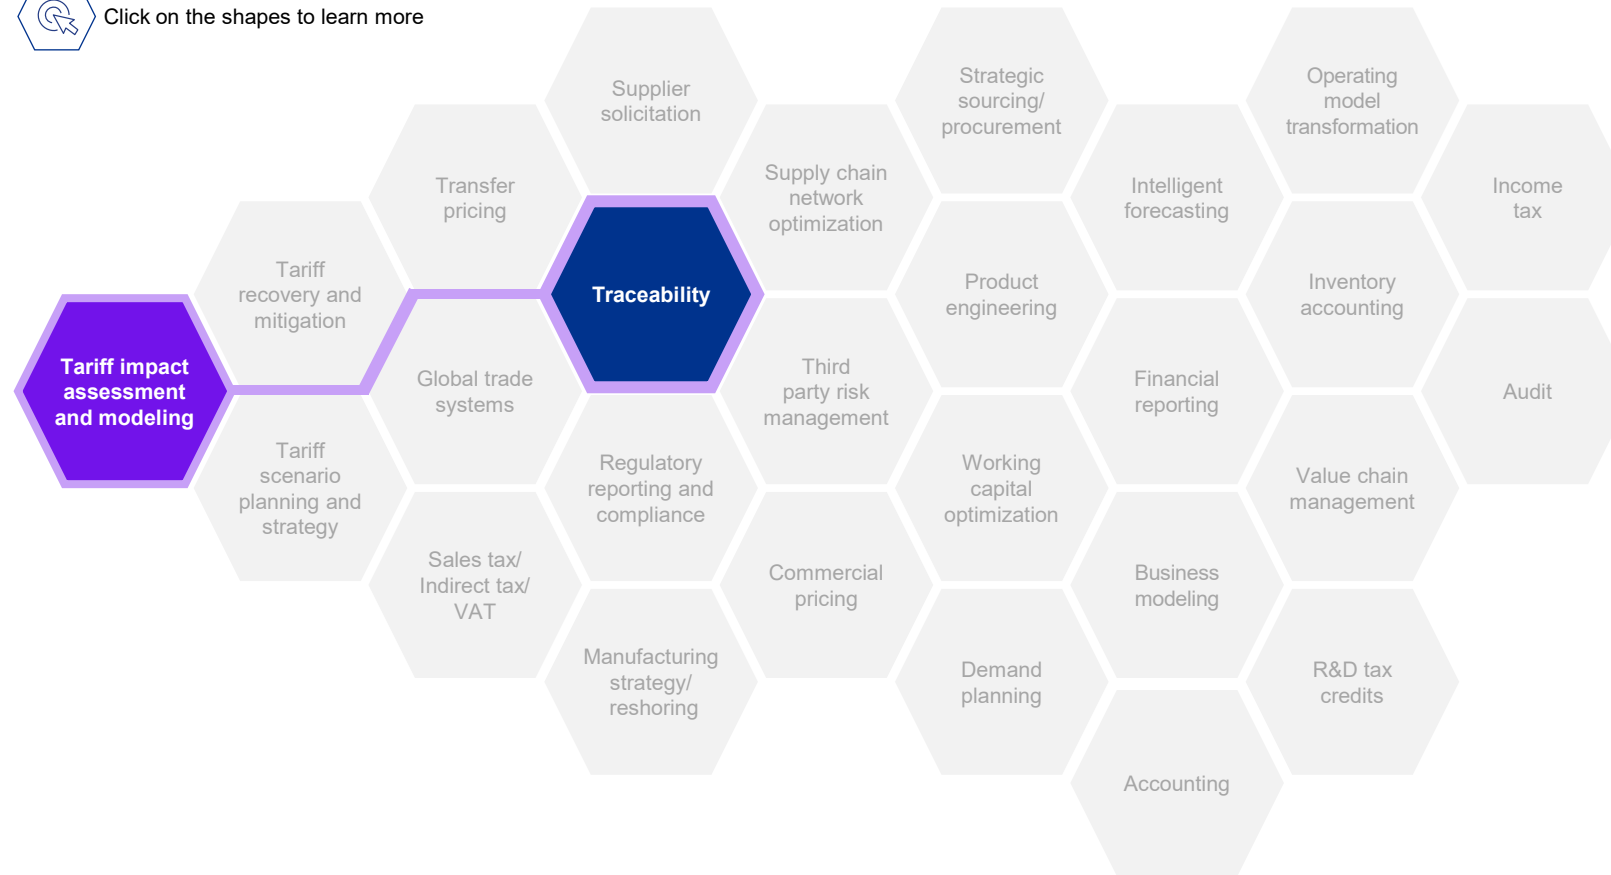 Click on the shapes to learn more
Tariff impact
assessment
and modeling
Tariff
recovery and
mitigation
Tariff
scenario
planning and
strategy
Transfer
pricing
Global trade
systems
Sales tax/
Indirect tax/
VAT
Supplier
solicitation
Traceability
Regulatory
reporting and
compliance
Manufacturing
strategy/
reshoring
Supply chain
network
optimization
Third
party risk
management
Commercial
pricing
Strategic
sourcing/
procurement
Product
engineering
Working
capital
optimization
Demand
planning
Intelligent
forecasting
Financial
reporting
Business
modeling
Accounting
Operating
model
transformation
Inventory
accounting
Value chain
management
R&D tax
credits
Income
tax
Audit